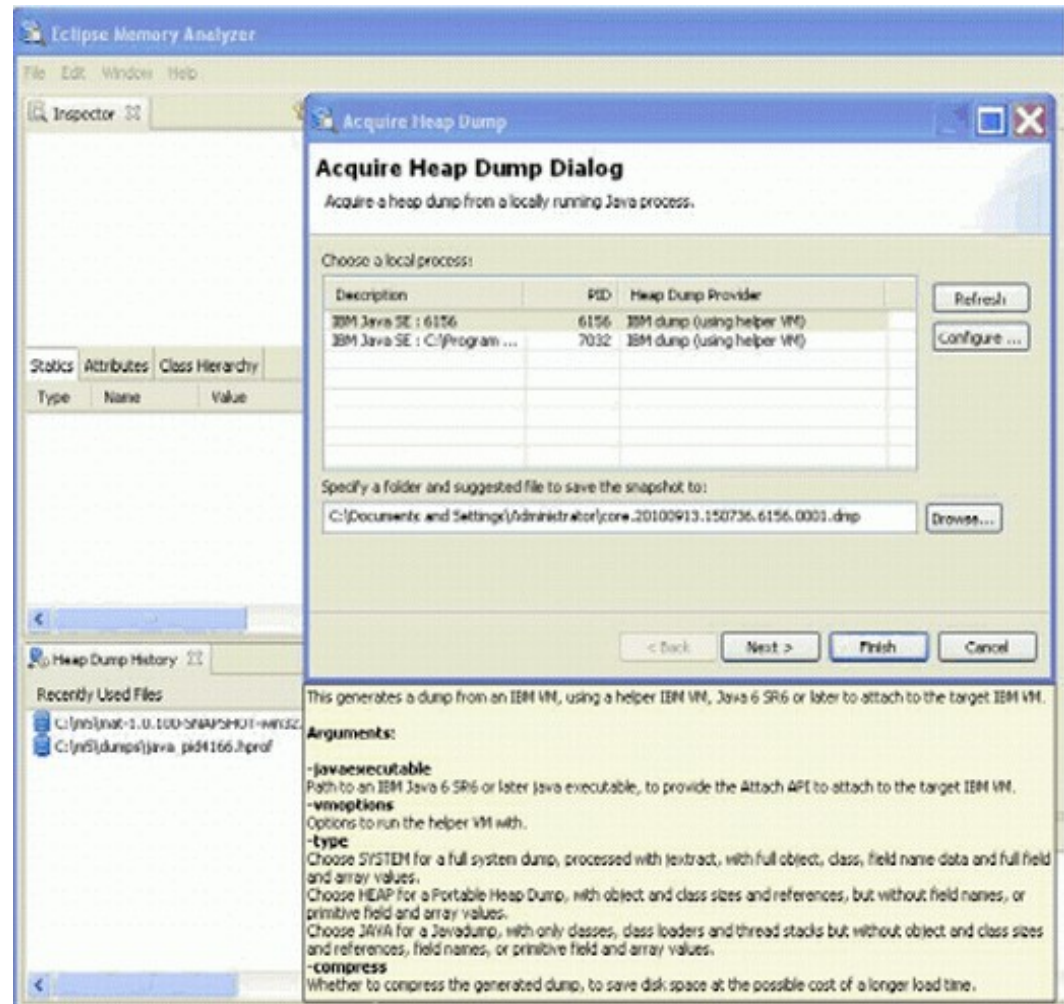 Eclipse Memory Analyzer
File Edit Window Help
Inspector
Statics Attributes Class Hierarchy
Type Name Value
Heap Dump History
Recently Used Files
C:\m5\mat-1.0.100-SNAPSHOT-win32.
C:\m5\dumps\java_pid4166.hprof
Acquire Heap Dump
Acquire Heap Dump Dialog
Acquire a heap dump from a locally running Java process.
Choose a local process:
Description PID Heap Dump Provider
IBM Java SE : 6156 6156 IBM dump (using helper VM)
IBM Java SE : C:\Program ... 7032 IBM dump (using helper VM)
Refresh
Configure ...
Specify a folder and suggested file to save the snapshot to:
C:\Documents and Settings\Administrator\core.20100913.150736.6156.0001.dmp
Browse...
< Back Next > Finish Cancel
This generates a dump from an IBM VM, using a helper IBM VM, Java 6 SR6 or later to attach to the target IBM VM.
Arguments:
-javaexecutable
Path to an IBM Java 6 SR6 or later java executable, to provide the Attach API to attach to the target IBM VM.
-vmoptions
Options to run the helper VM with.
-type
Choose SYSTEM for a full system dump, processed with jextract, with full object, class, field name data and full field
and array values.
Choose HEAP for a Portable Heap Dump, with object and class sizes and references, but without field names, or
primitive field and array values.
Choose JAVA for a Javadump, with only classes, class loaders and thread stacks but without object and class sizes
and references, field names, or primitive field and array values.
-compress
Whether to compress the generated dump, to save disk space at the possible cost of a longer load time.